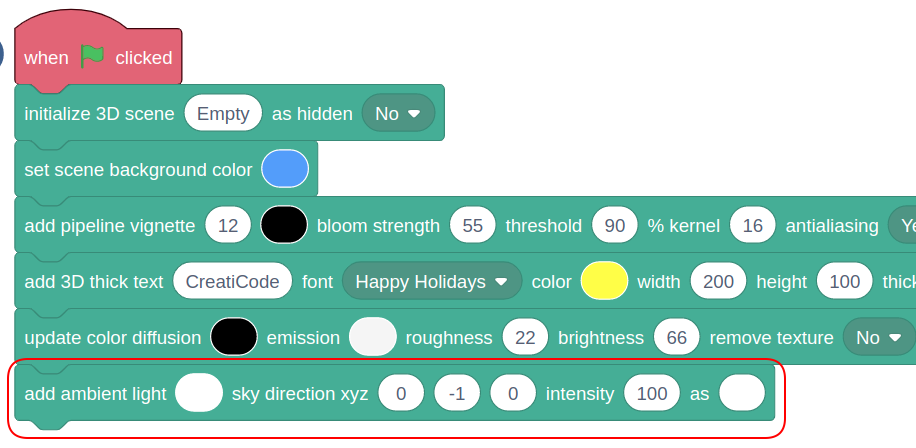 when clicked
initialize 3D scene Empty as hidden No
set scene background color
add pipeline vignette 12 bloom strength 55 threshold 90 % kernel 16 antialiasing Ye
add 3D thick text CreatiCode font Happy Holidays color width 200 height 100 thick
update color diffusion emission roughness 22 brightness 66 remove texture No
add ambient light sky direction xyz 0 -1 0 intensity 100 as